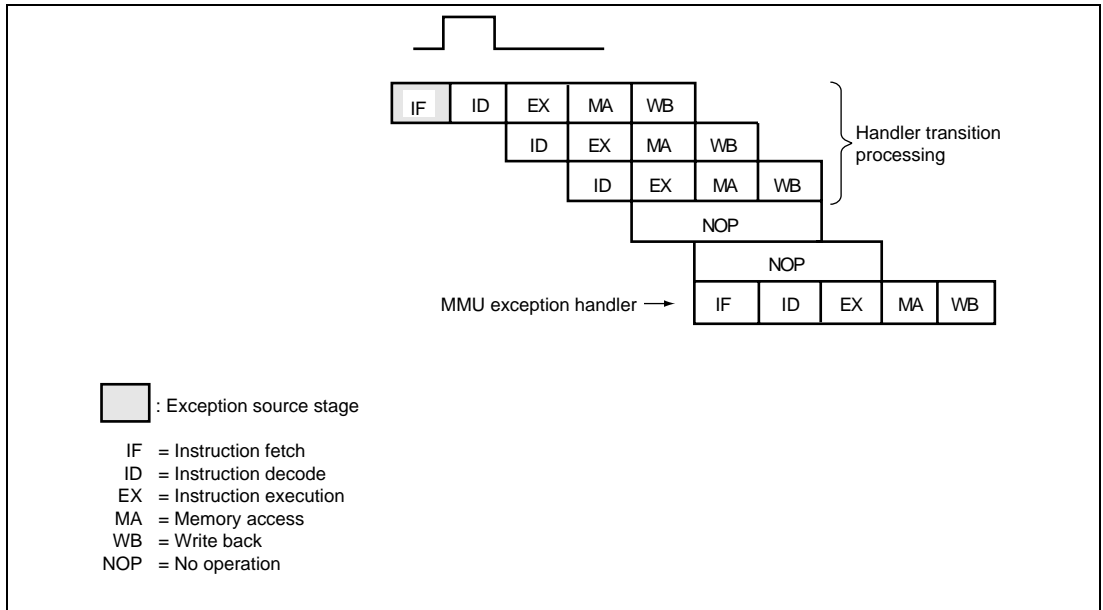 IF ID EX MA WB
ID EX MA WB
ID EX MA WB
Handler transition
processing
NOP
NOP
MMU exception handler → IF ID EX MA WB
: Exception source stage
IF = Instruction fetch
ID = Instruction decode
EX = Instruction execution
MA = Memory access
WB = Write back
NOP = No operation